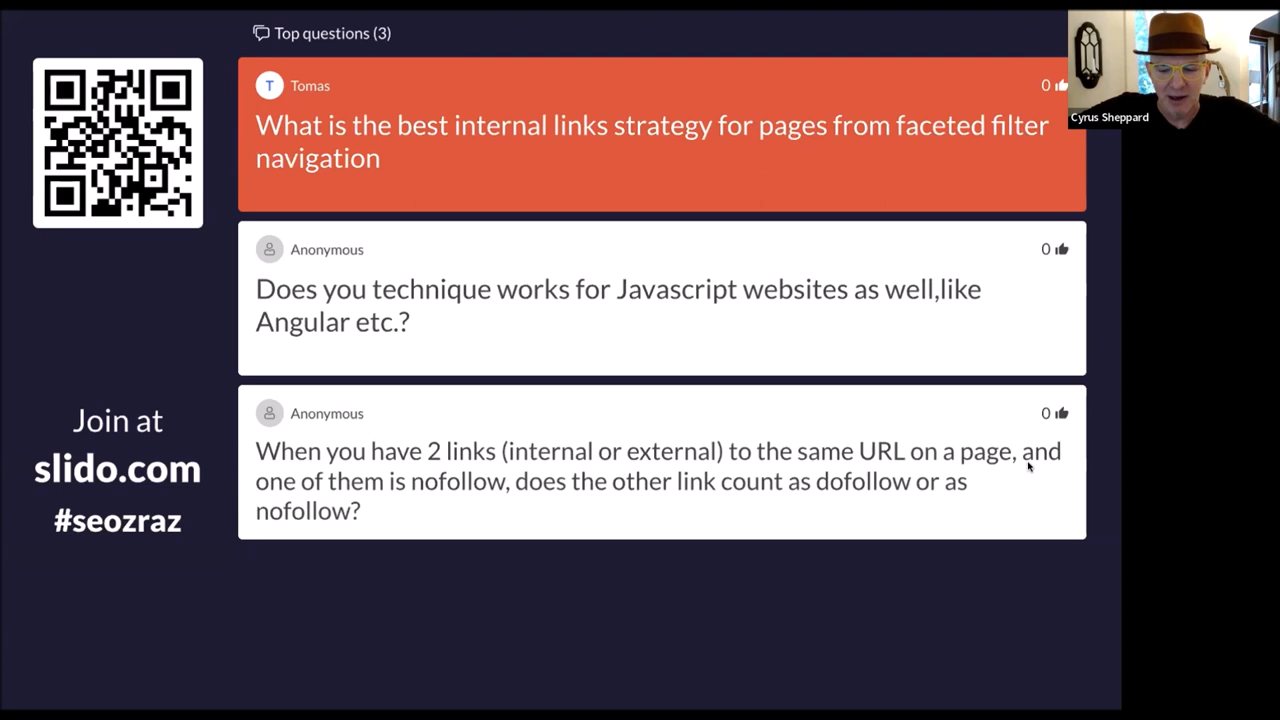 Top questions (3)
T Tomas
0
What is the best internal links strategy for pages from faceted filter
navigation
Anonymous
0
Does you technique works for Javascript websites as well,like
Angular etc.?
Anonymous
0
When you have 2 links (internal or external) to the same URL on a page, and
one of them is nofollow, does the other link count as dofollow or as
nofollow?
Join at
slido.com
#seozraz
Cyrus Sheppard